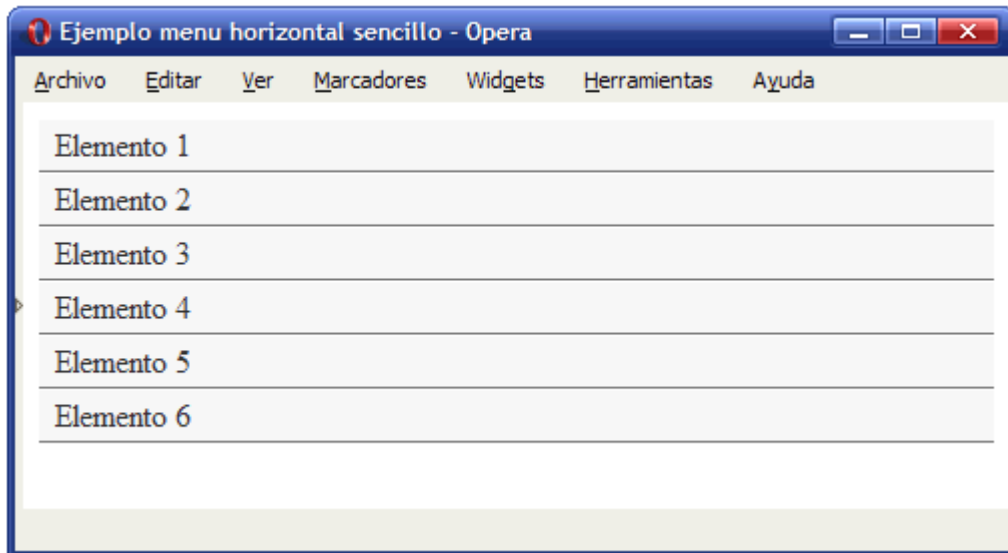 Ejemplo menu horizontal sencillo - Opera
Archivo Editar Ver Marcadores Widgets Herramientas Ayuda
Elemento 1
Elemento 2
Elemento 3
Elemento 4
Elemento 5
Elemento 6